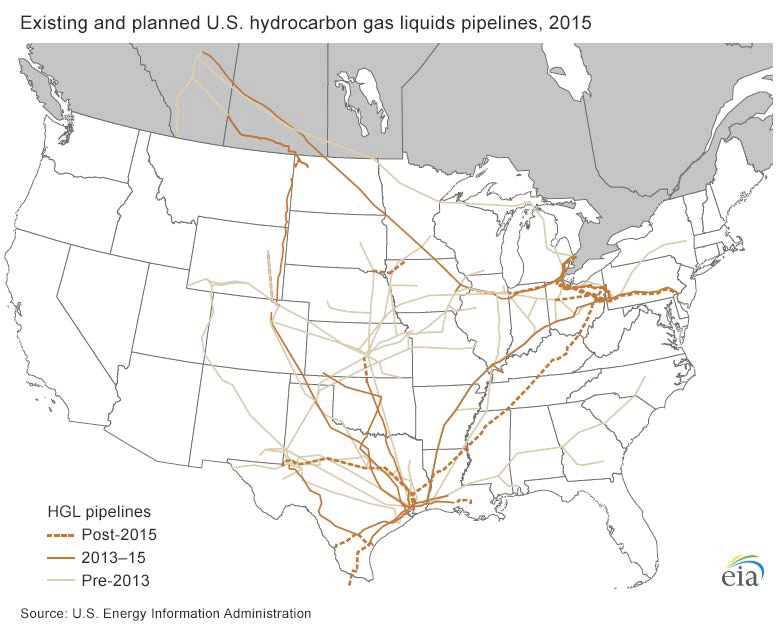 Existing and planned U.S. hydrocarbon gas liquids pipelines, 2015
HGL pipelines
Post-2015
2013–15
Pre-2013
eia
Source: U.S. Energy Information Administration